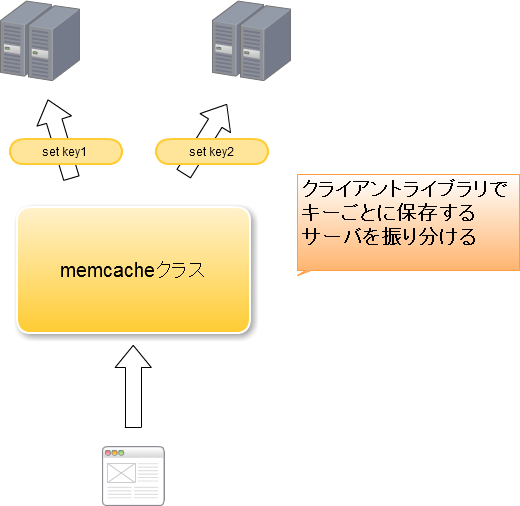 set key1
set key2
クライアントライブラリで
キーごとに保存する
サーバを振り分ける
memcacheクラス